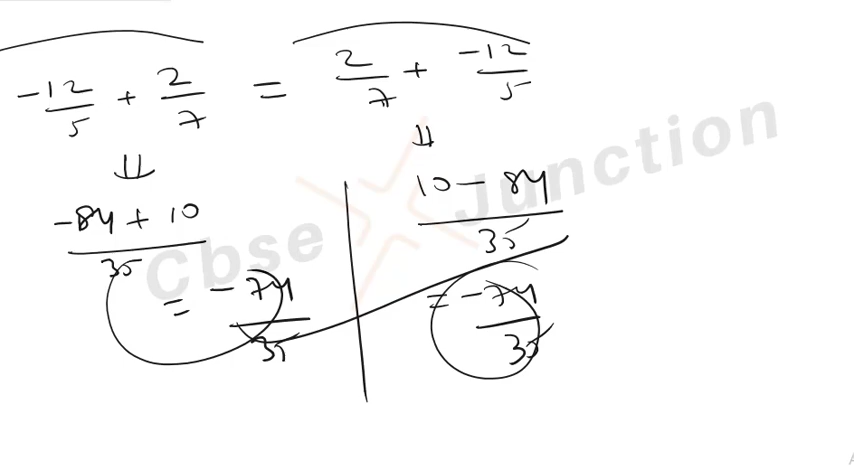 -12/5 + 2/7 = 2/7 + -12/5
⇓ ⇓
-84 + 10/35
= -74/35
10 - 84/35
= -74/35
Cbse Junction